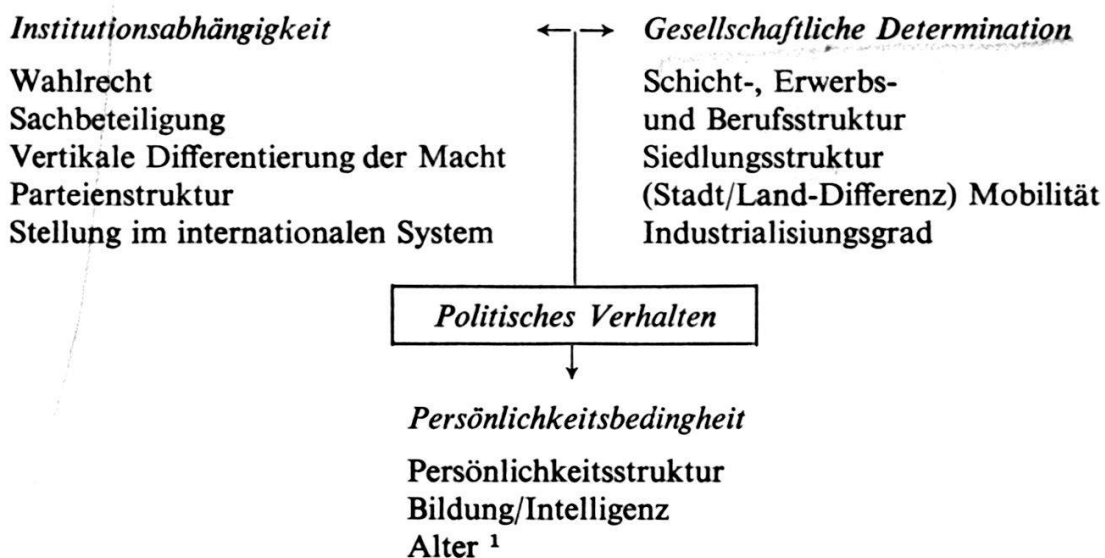 Institutionsabhängigkeit
Wahlrecht
Sachbeteiligung
Vertikale Differentierung der Macht
Parteienstruktur
Stellung im internationalen System
Gesellschaftliche Determination
Schicht-, Erwerbs-
und Berufsstruktur
Siedlungsstruktur
(Stadt/Land-Differenz) Mobilität
Industrialisiungsgrad
Politisches Verhalten
Persönlichkeitsbedingheit
Persönlichkeitsstruktur
Bildung/Intelligenz
Alter ¹